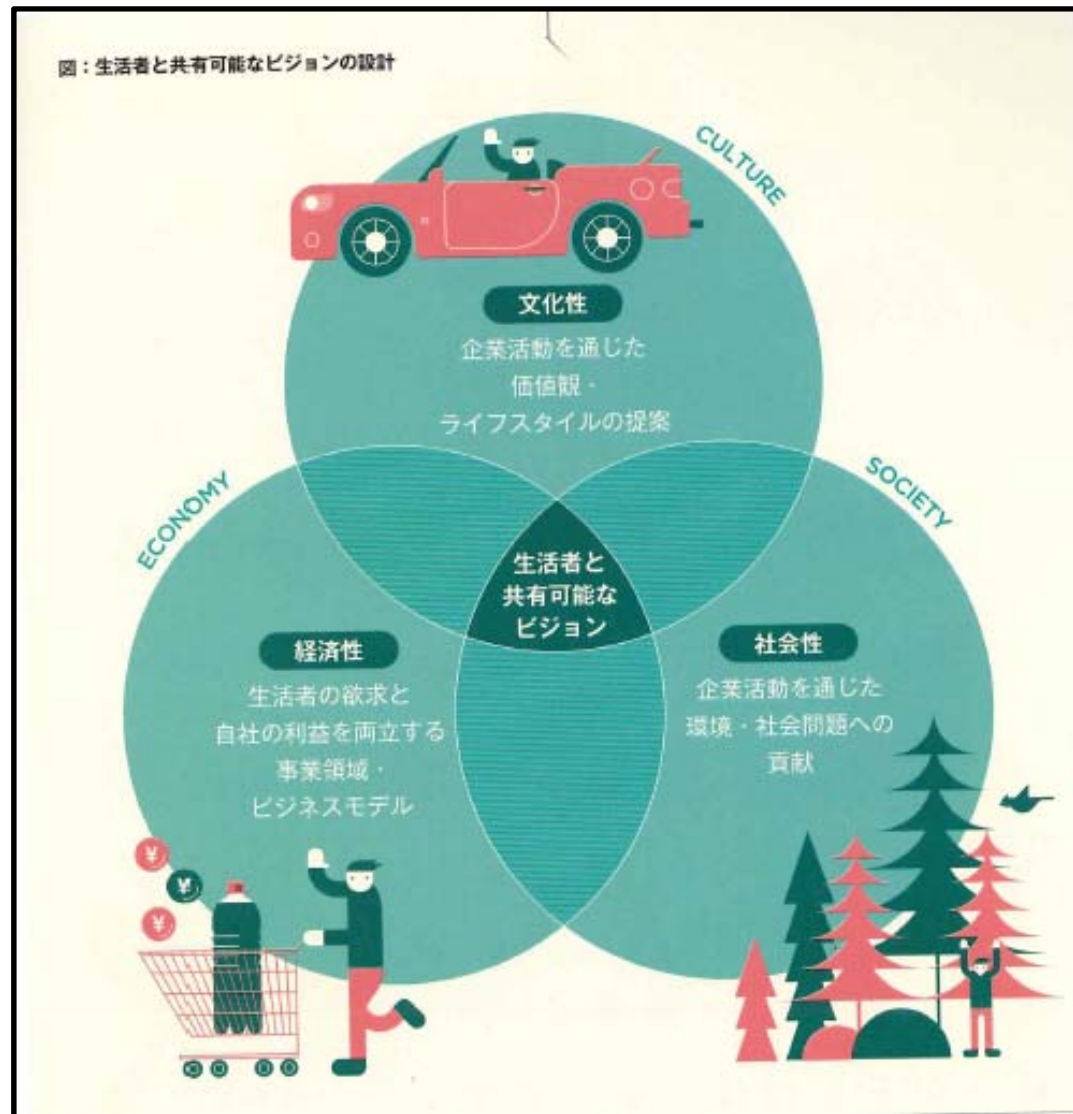 図：生活者と共有可能なビジョンの設計
CULTURE
文化性
企業活動を通じた
価値観・
ライフスタイルの提案
ECONOMY
SOCIETY
生活者と
共有可能な
ビジョン
経済性
生活者の欲求と
自社の利益を両立する
事業領域・
ビジネスモデル
社会性
企業活動を通じた
環境・社会問題への
貢献
¥
¥
¥